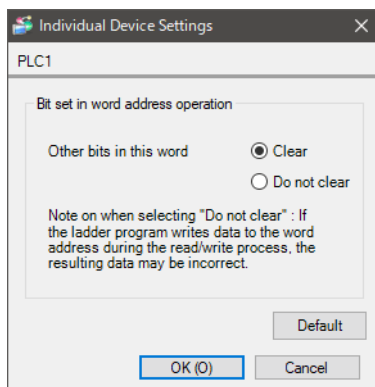 Individual Device Settings
PLC1
Bit set in word address operation
Other bits in this word
Clear
Do not clear
Note on when selecting "Do not clear" : If
the ladder program writes data to the word
address during the read/write process, the
resulting data may be incorrect.
Default
OK (O)
Cancel